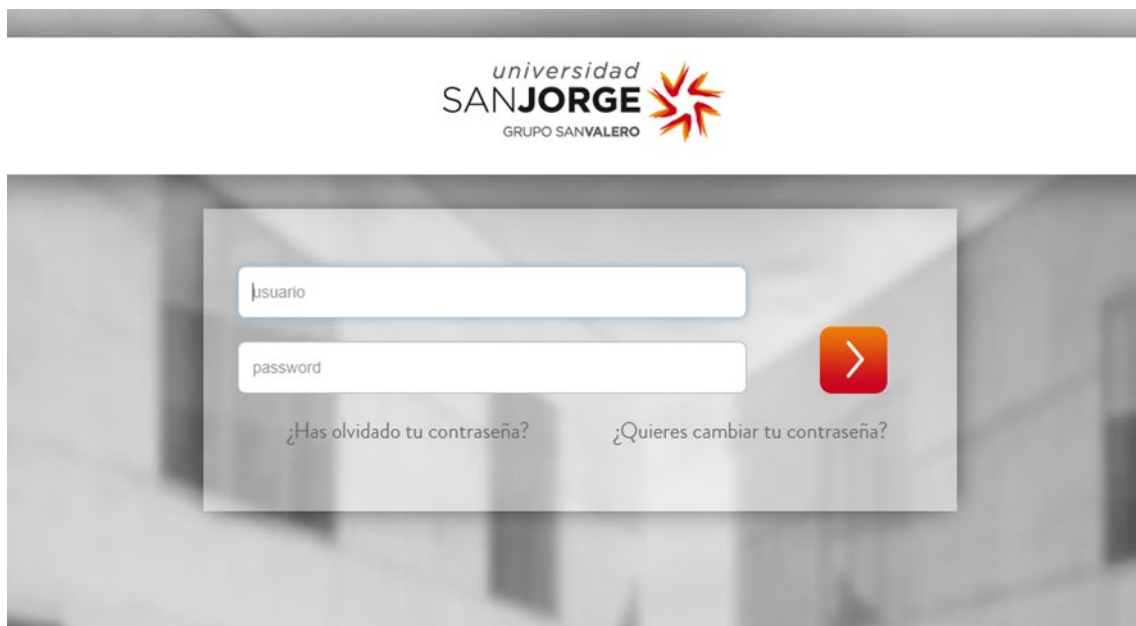 universidad
SANJORGE
GRUPO SANVALERO
usuario
password
¿Has olvidado tu contraseña? ¿Quieres cambiar tu contraseña?